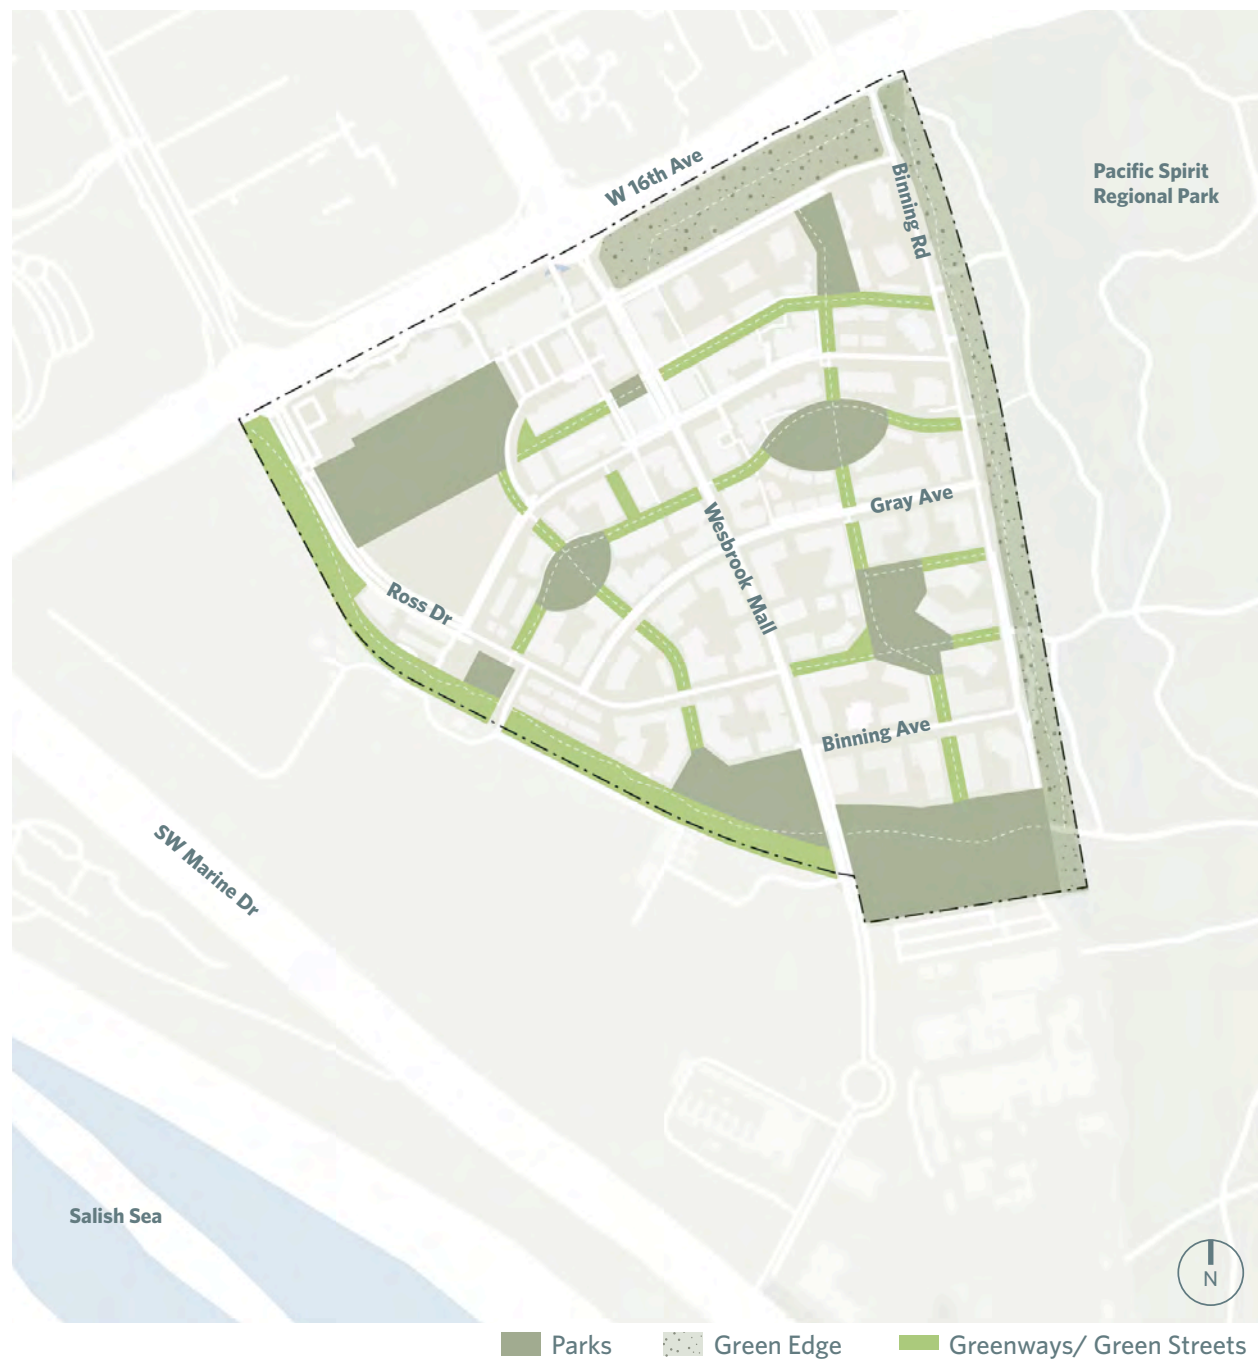 W 16th Ave
Binning Rd
Pacific Spirit
Regional Park
Gray Ave
Wesbrook Mall
Ross Dr
Binning Ave
SW Marine Dr
Salish Sea
N
Parks
Green Edge
Greenways/ Green Streets